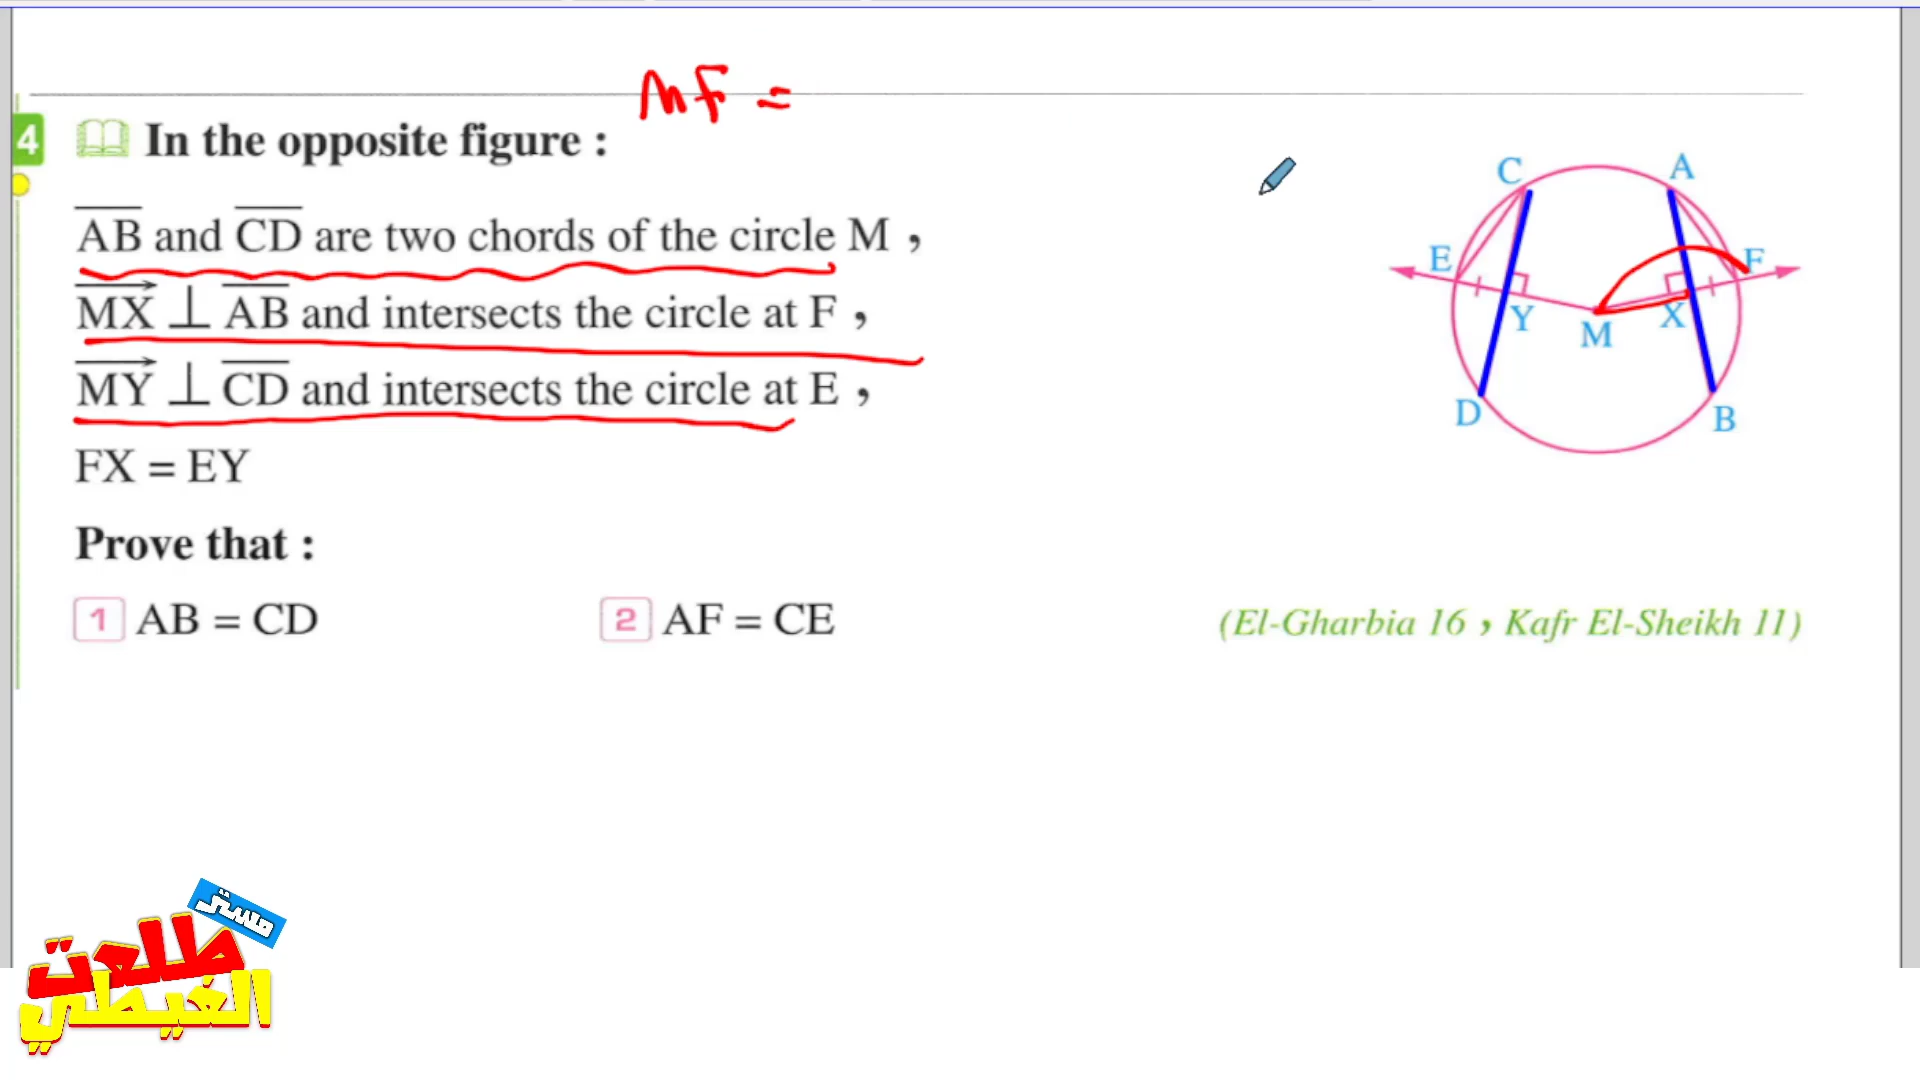 MF =
4 In the opposite figure :
AB and CD are two chords of the circle M ,
MX ⊥ AB and intersects the circle at F ,
MY ⊥ CD and intersects the circle at E ,
FX = EY
Prove that :
1 AB = CD
2 AF = CE
(El-Gharbia 16 , Kafr El-Sheikh 11)
C A
E F
Y M X
D B
مستر
طلعت
الغيطي